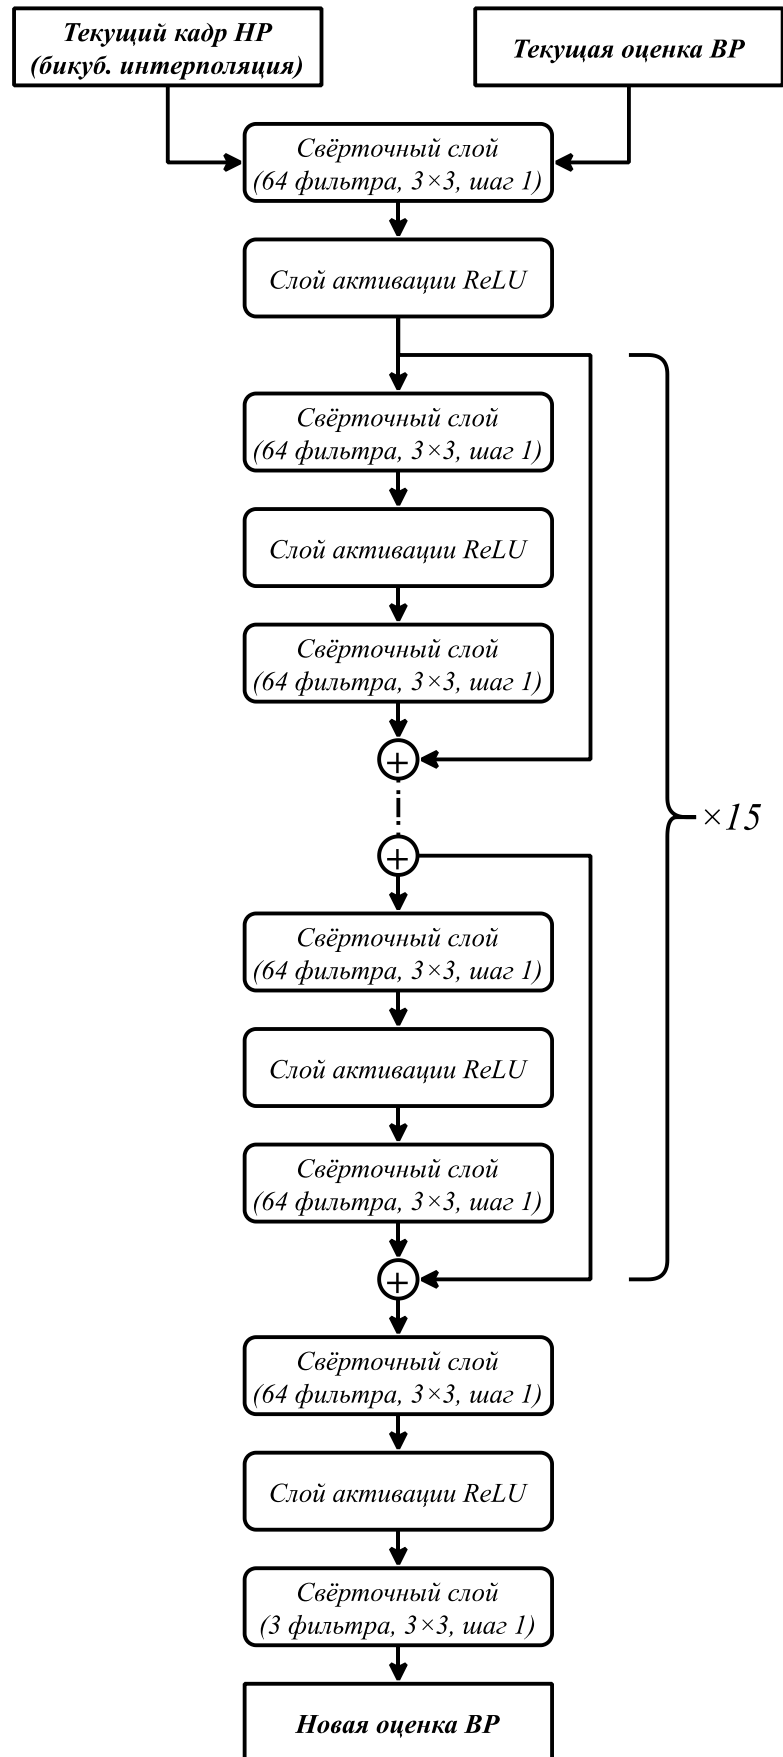 Текущий кадр НР
(бикуб. интерполяция)
Текущая оценка ВР
Свёрточный слой
(64 фильтра, 3×3, шаг 1)
Слой активации ReLU
Свёрточный слой
(64 фильтра, 3×3, шаг 1)
Слой активации ReLU
Свёрточный слой
(64 фильтра, 3×3, шаг 1)
+
×15
+
Свёрточный слой
(64 фильтра, 3×3, шаг 1)
Слой активации ReLU
Свёрточный слой
(64 фильтра, 3×3, шаг 1)
+
Свёрточный слой
(64 фильтра, 3×3, шаг 1)
Слой активации ReLU
Свёрточный слой
(3 фильтра, 3×3, шаг 1)
Новая оценка ВР